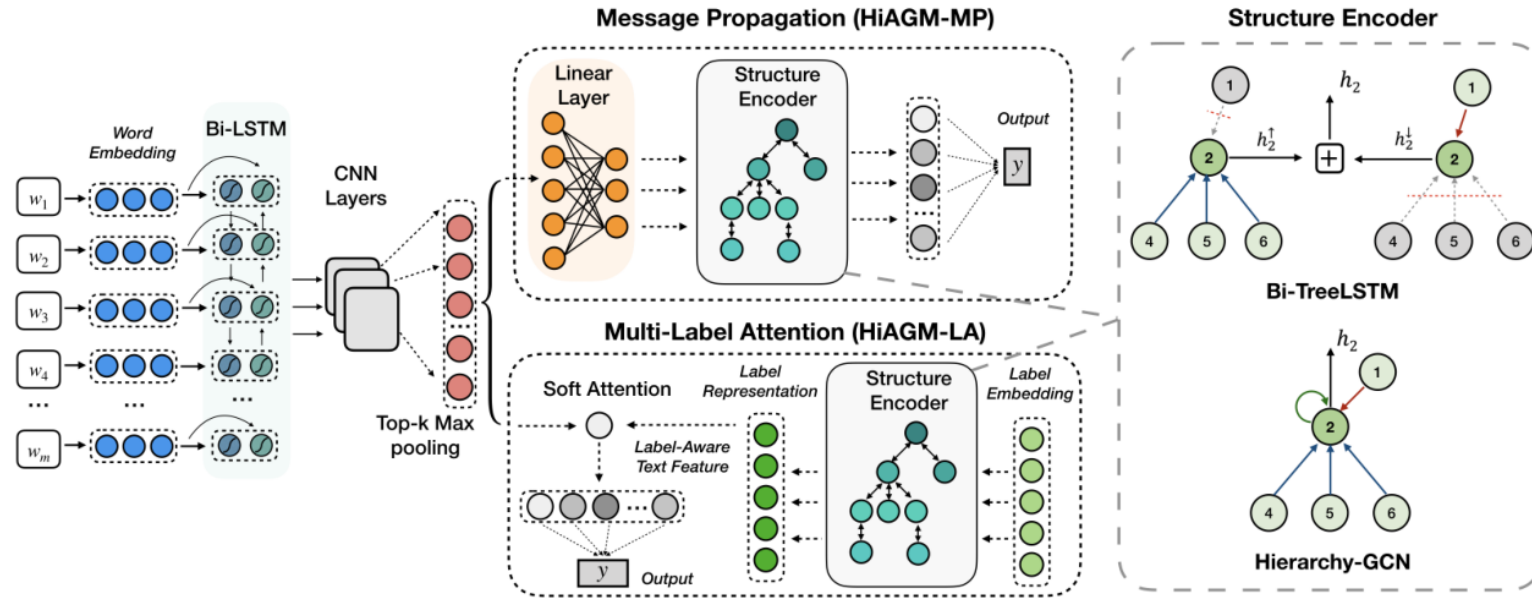 Message Propagation (HiAGM-MP)
Structure Encoder
Word
Embedding
Bi-LSTM
CNN
Layers
Top-k Max
pooling
w₁
w₂
w₃
w₄
...
...
...
wₘ
...
Linear
Layer
Structure
Encoder
...
Output
y
Multi-Label Attention (HiAGM-LA)
Soft Attention
Label
Representation
Structure
Encoder
Label
Embedding
Label-Aware
Text Feature
...
y
Output
1
h₂
1
2
h₂↑
+
h₂↓
2
4
5
6
4
5
6
Bi-TreeLSTM
h₂
1
2
4
5
6
Hierarchy-GCN